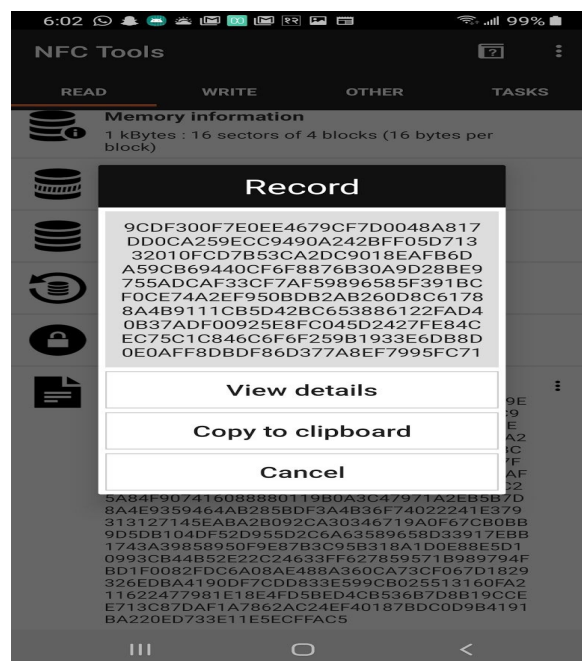 6:02
99%
NFC Tools
READ WRITE OTHER TASKS
Memory information
1 kBytes : 16 sectors of 4 blocks (16 bytes per
block)
Record
9CDF300F7E0EE4679CF7D0048A817
DD0CA259ECC9490A242BFF05D713
32010FCD7B53CA2DC9018EAFB6D
A59CB69440CF6F8876B30A9D28BE9
755ADCAF33CF7AF59896585F391BC
F0CE74A2EF950BDB2AB260D8C6178
8A4B9111CB5D42BC653886122FAD4
0B37ADF00925E8FC045D2427FE84C
EC75C1C846C6F6F259B1933E6DB8D
0E0AFF8DBDF86D377A8EF7995FC71
View details
Copy to clipboard
Cancel
8A4E9359464AB285BDF3A4B36F74022241E379
313127145EABA2B092CA30346719A0F67CB0BB
9D5DB104DF52D955D2C6A63589658D33917EBB
1743A39858950F9E87B3C95B318A1D0E88E5D1
0993CB44B52E22C24633FF627859571B989794F
BD1F0082FDC6A08AE488A360CA73CF067D1829
326EDBA4190DF7CDD833E599CB025513160FA2
11622477981E18E4FD5BED4CB536B7D8B19CCE
E713C87DAF1A7862AC24EF40187BDC0D9B4191
BA220ED733E11E5ECFFAC5